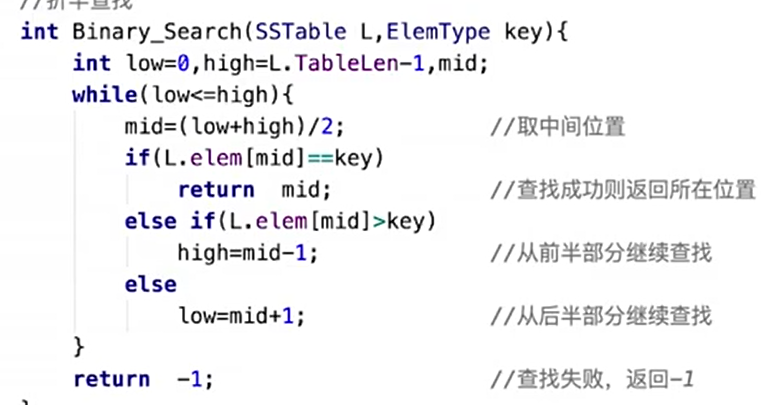 //折半查找
int Binary_Search(SSTable L,ElemType key){
int low=0,high=L.TableLen-1,mid;
while(low<=high){
mid=(low+high)/2; //取中间位置
if(L.elem[mid]==key)
return mid; //查找成功则返回所在位置
else if(L.elem[mid]>key)
high=mid-1; //从前半部分继续查找
else
low=mid+1; //从后半部分继续查找
}
return -1; //查找失败，返回-1
}